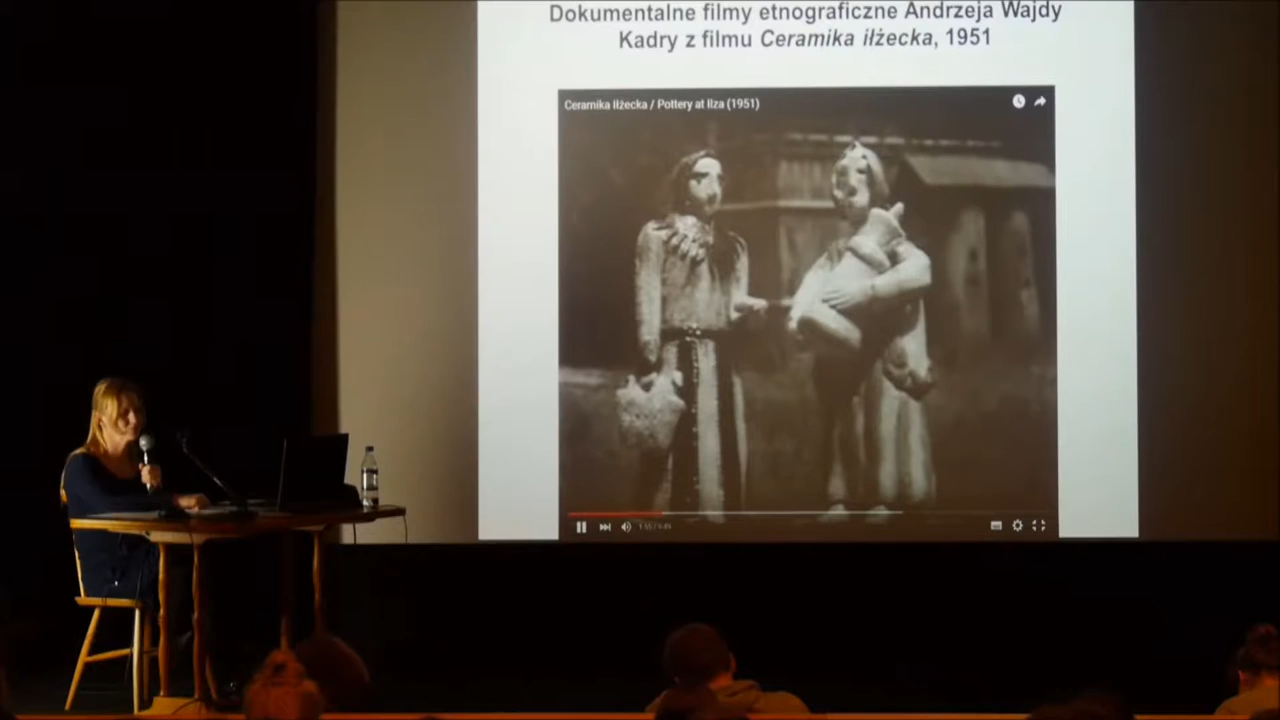 Dokumentalne filmy etnograficzne Andrzeja Wajdy
Kadry z filmu Ceramika iłżecka, 1951
Ceramika Iłżecka / Pottery at Ilza (1951)